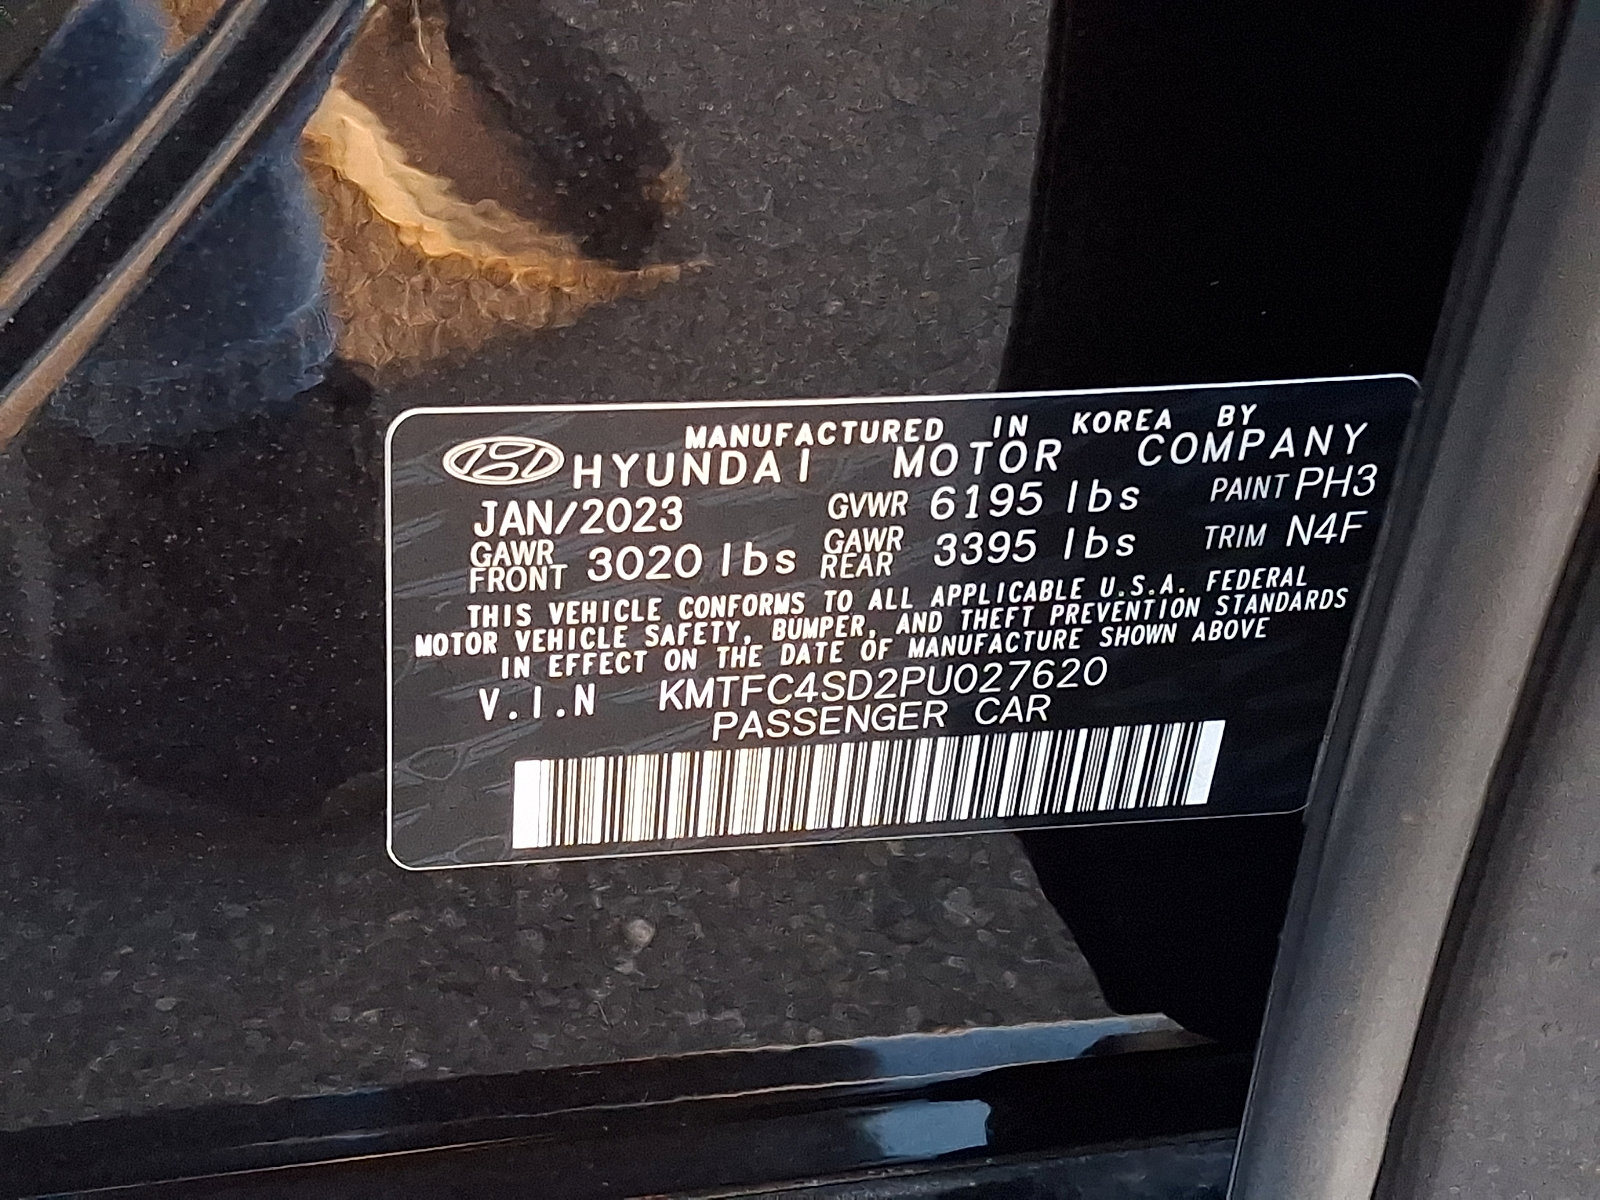 MANUFACTURED IN KOREA BY
HYUNDAI MOTOR COMPANY
JAN/2023 GVWR 6195 lbs PAINT PH3
GAWR FRONT 3020 lbs GAWR REAR 3395 lbs TRIM N4F
THIS VEHICLE CONFORMS TO ALL APPLICABLE U.S.A. FEDERAL
MOTOR VEHICLE SAFETY, BUMPER, AND THEFT PREVENTION STANDARDS
IN EFFECT ON THE DATE OF MANUFACTURE SHOWN ABOVE
V.I.N KMTFC4SD2PU027620
PASSENGER CAR